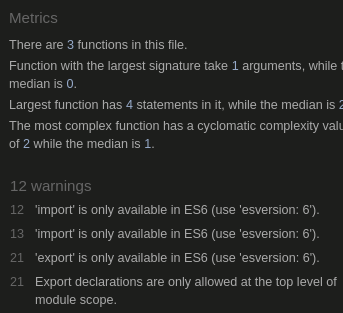 Metrics
There are 3 functions in this file.
Function with the largest signature take 1 arguments, while
median is 0.
Largest function has 4 statements in it, while the median is
The most complex function has a cyclomatic complexity
of 2 while the median is 1.
12 warnings
12 'import' is only available in ES6 (use 'esversion: 6').
13 'import' is only available in ES6 (use 'esversion: 6').
21 'export' is only available in ES6 (use 'esversion: 6').
21 Export declarations are only allowed at the top level of
module scope.